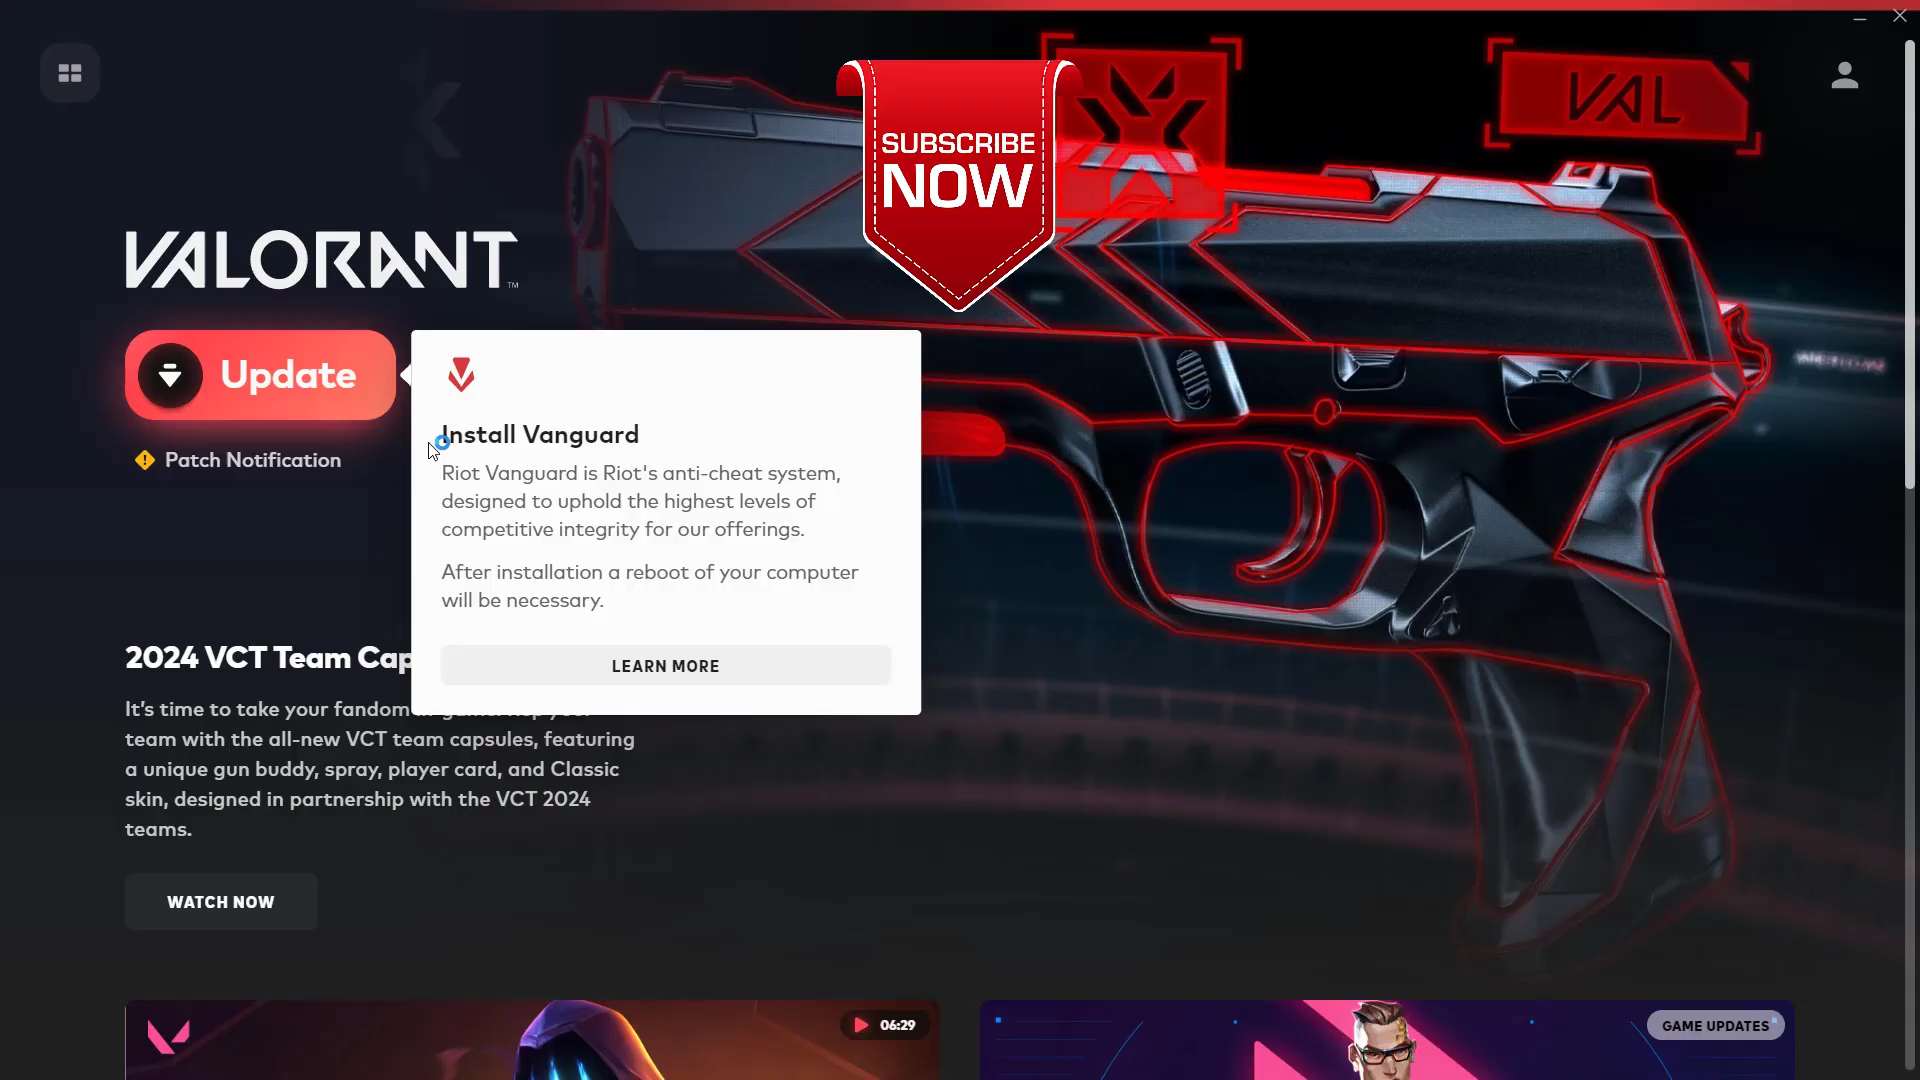 SUBSCRIBE
NOW
VAL
VALORANT
TM
Update
Patch Notification
Install Vanguard
Riot Vanguard is Riot's anti-cheat system,
designed to uphold the highest levels of
competitive integrity for our offerings.
After installation a reboot of your computer
will be necessary.
LEARN MORE
2024 VCT Team Cap
It's time to take your fandom
team with the all-new VCT team capsules, featuring
a unique gun buddy, spray, player card, and Classic
skin, designed in partnership with the VCT 2024
teams.
WATCH NOW
06:29
GAME UPDATES